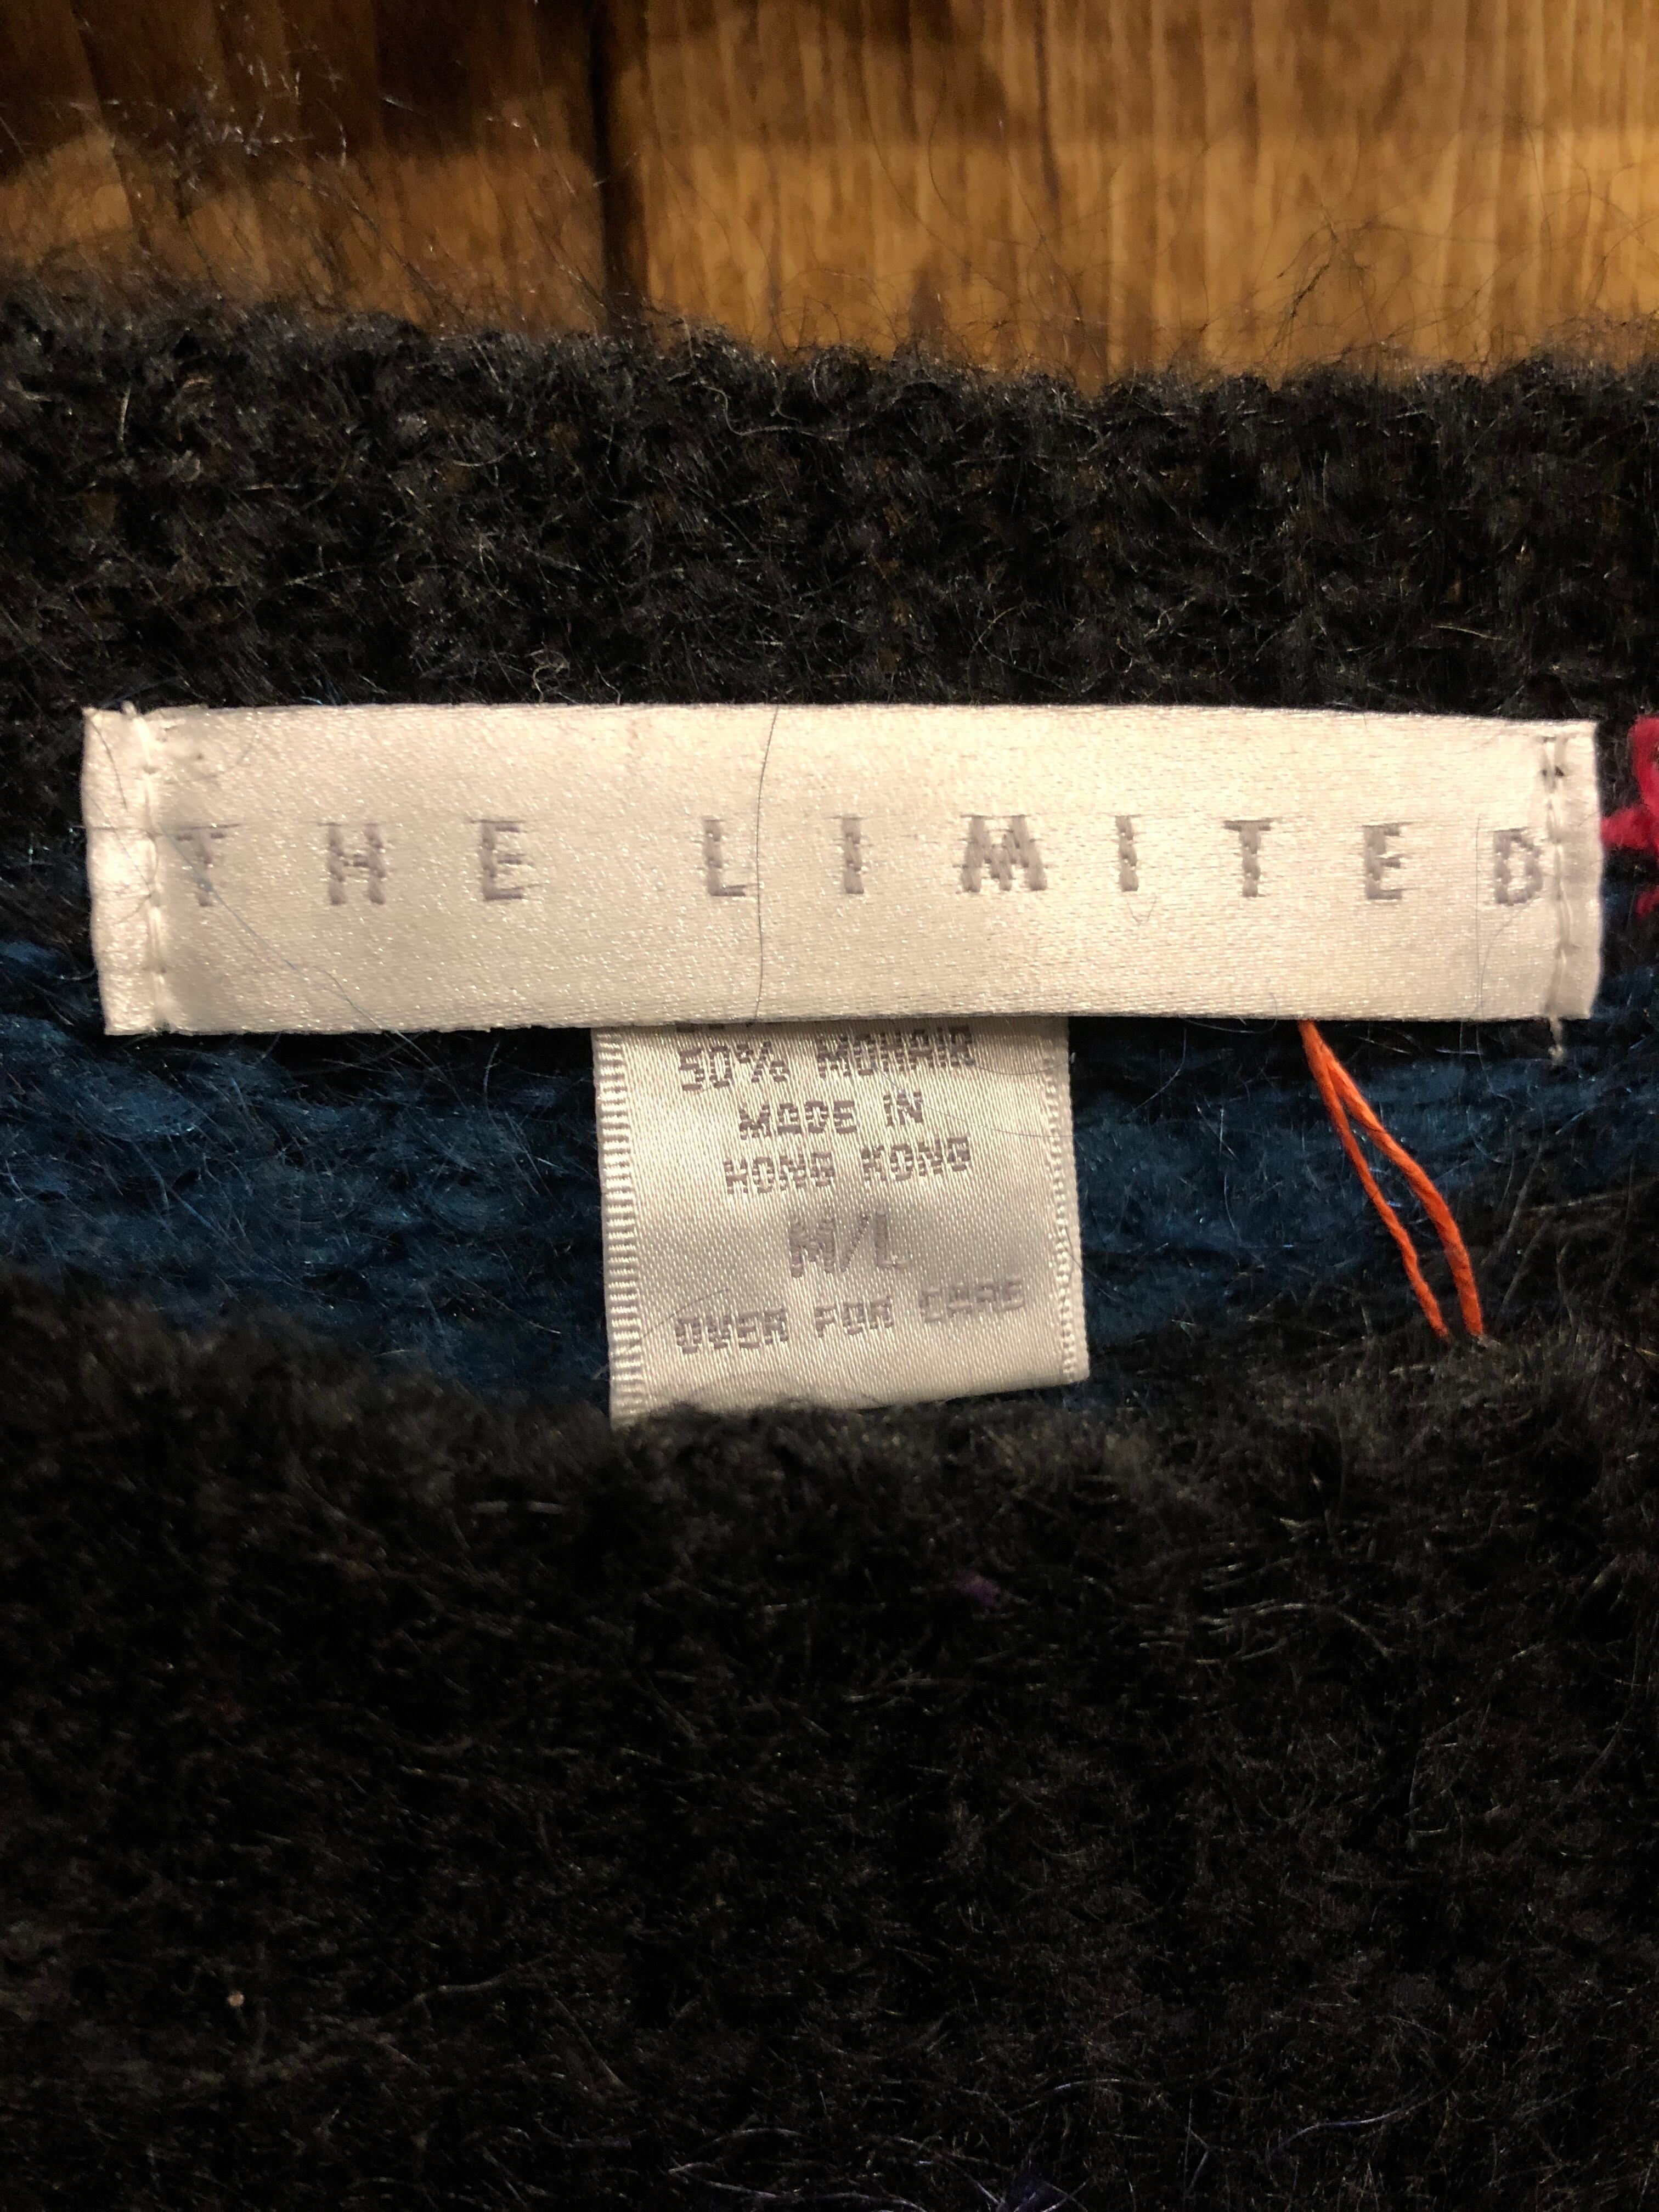 THE LIMITED
50% MOHAIR
MADE IN
HONG KONG
M/L
OVER FOR CARE